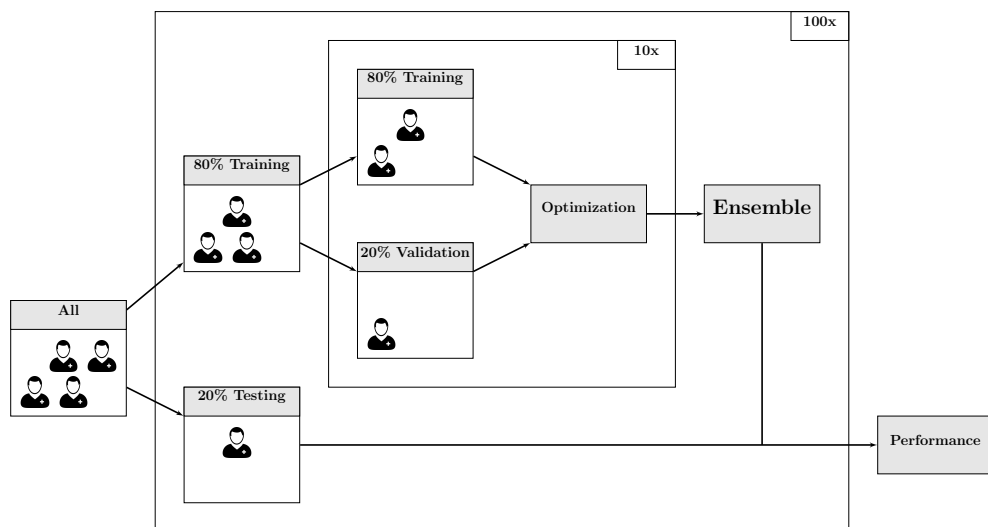 100x
10x
80% Training
80% Training
Optimization
Ensemble
20% Validation
All
20% Testing
Performance